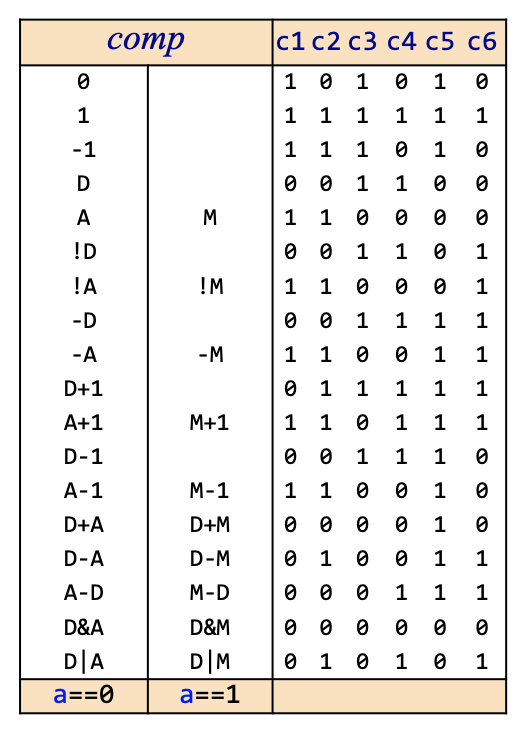 comp c1 c2 c3 c4 c5 c6
0 1 0 1 0 1 0
1 1 1 1 1 1 1
-1 1 1 1 0 1 0
D 0 0 1 1 0 0
A M 1 1 0 0 0 0
!D 0 0 1 1 0 1
!A !M 1 1 0 0 0 1
-D 0 0 1 1 1 1
-A -M 1 1 0 0 1 1
D+1 0 1 1 1 1 1
A+1 M+1 1 1 0 1 1 1
D-1 0 0 1 1 1 0
A-1 M-1 1 1 0 0 1 0
D+A D+M 0 0 0 0 1 0
D-A D-M 0 1 0 0 1 1
A-D M-D 0 0 0 1 1 1
D&A D&M 0 0 0 0 0 0
D|A D|M 0 1 0 1 0 1
a==0 a==1